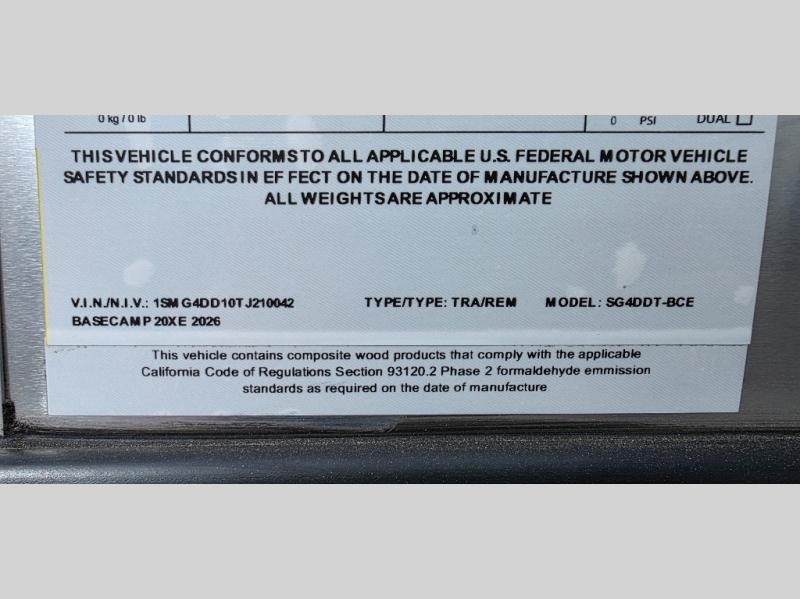 0 kg / 0 lb
0 PSI DUAL
THIS VEHICLE CONFORMS TO ALL APPLICABLE U.S. FEDERAL MOTOR VEHICLE
SAFETY STANDARDS IN EFFECT ON THE DATE OF MANUFACTURE SHOWN ABOVE.
ALL WEIGHTS ARE APPROXIMATE
V.I.N./N.I.V.: 1SMG4DD10TJ210042 TYPE/TYPE: TRA/REM MODEL: SG4DDT-BCE
BASECAMP 20XE 2026
This vehicle contains composite wood products that comply with the applicable
California Code of Regulations Section 93120.2 Phase 2 formaldehyde emmission
standards as required on the date of manufacture.